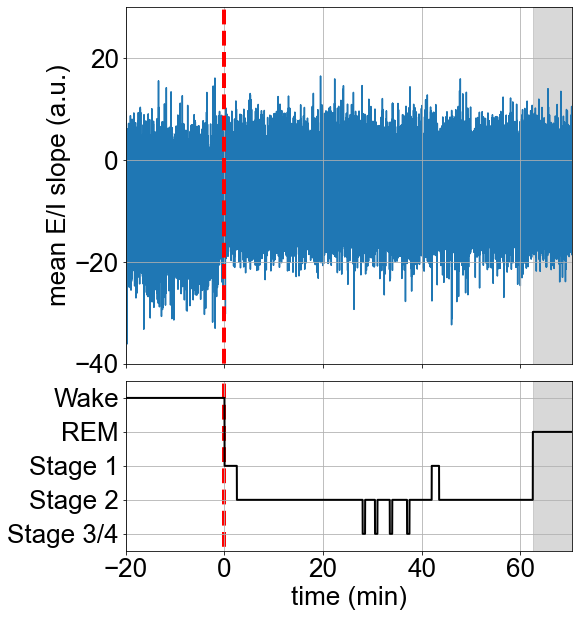 mean E/I slope (a.u.)
20
0
−20
−40
Wake
REM
Stage 1
Stage 2
Stage 3/4
−20 0 20 40 60
time (min)